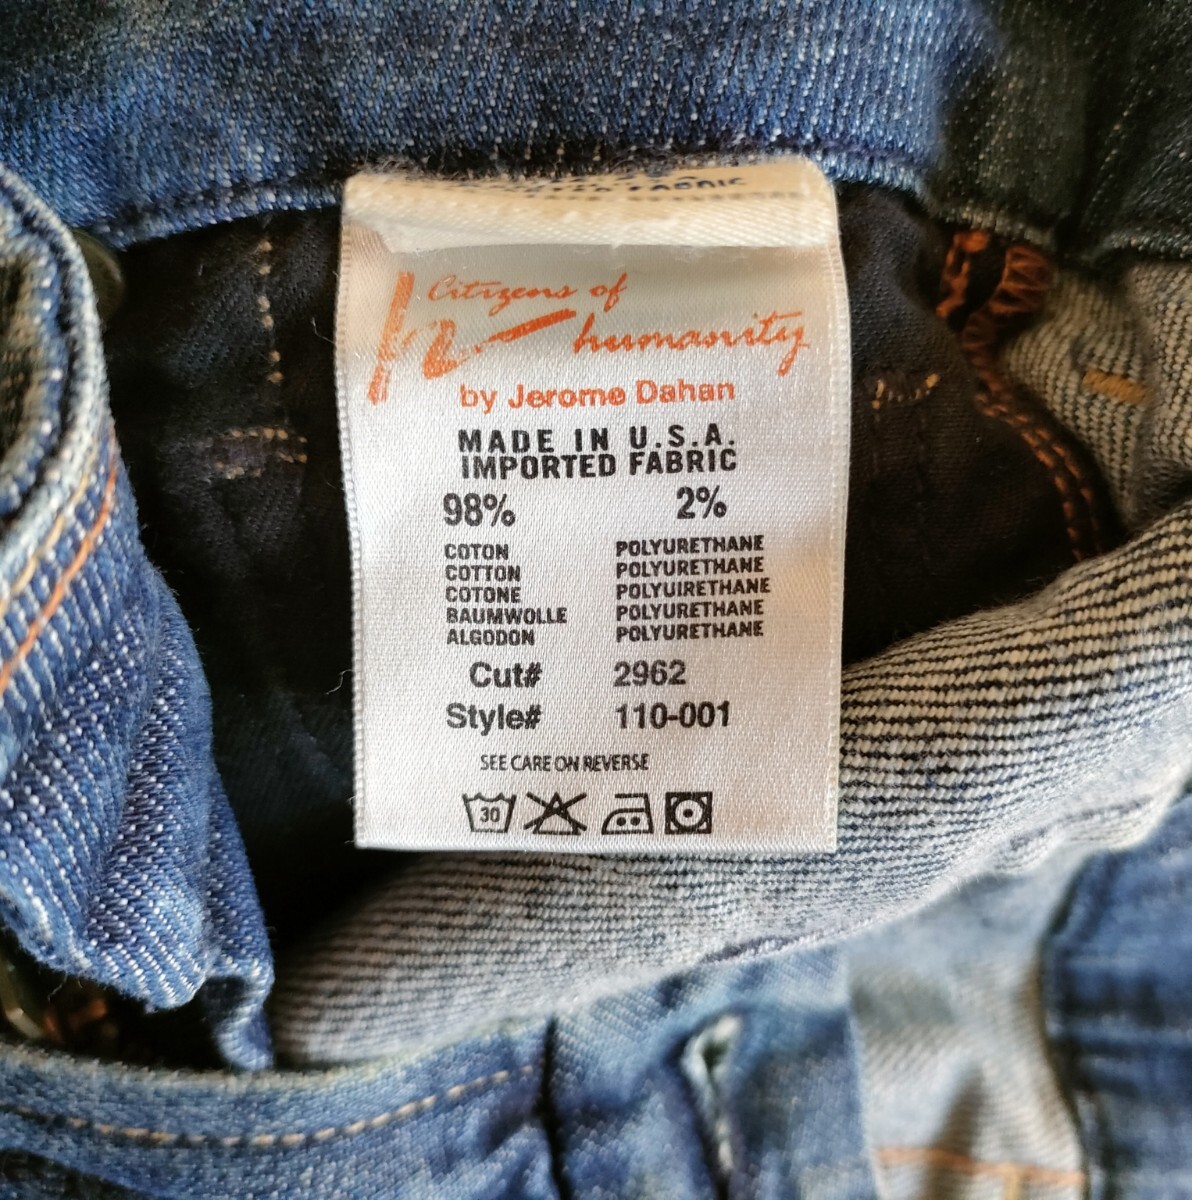 FABRIC
Citizens of
humanity
by Jerome Dahan
MADE IN U.S.A.
IMPORTED FABRIC
98% 2%
COTON POLYURETHANE
COTTON POLYURETHANE
COTONE POLYUIRETHANE
BAUMWOLLE POLYURETHANE
ALGODON POLYURETHANE
Cut# 2962
Style# 110-001
SEE CARE ON REVERSE
30